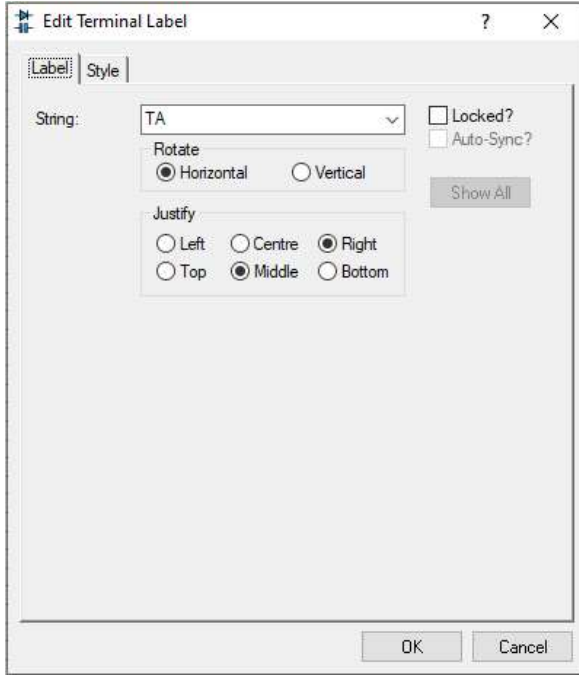 Edit Terminal Label ?
Label Style
String: TA Locked?
Auto-Sync?
Rotate
Horizontal Vertical
Show All
Justify
Left Centre Right
Top Middle Bottom
OK Cancel